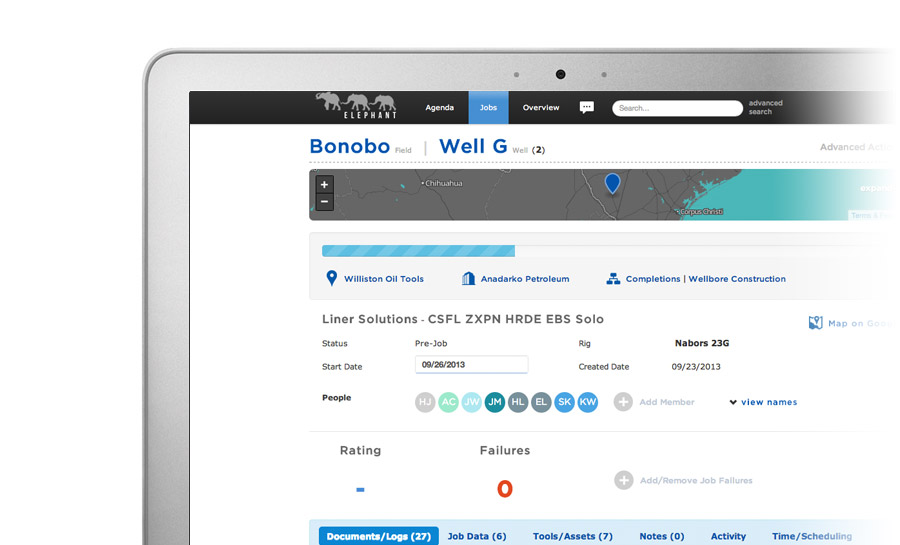 ELEPHANT Agenda Jobs Overview Search... advanced search
Bonobo Field | Well G Well (2) Advanced
+ Chihuahua
− Corpus Christi
Williston Oil Tools Anadarko Petroleum Completions | Wellbore Construction
Liner Solutions - CSFL ZXPN HRDE EBS Solo
Map on
Status Pre-Job Rig Nabors 23G
Start Date 09/26/2013 Created Date 09/23/2013
People HJ AC JW JM HL EL SK KW + Add Member view names
Rating Failures
- 0 + Add/Remove Job Failures
Documents/Logs (27) Job Data (6) Tools/Assets (7) Notes (0) Activity Time/Scheduling